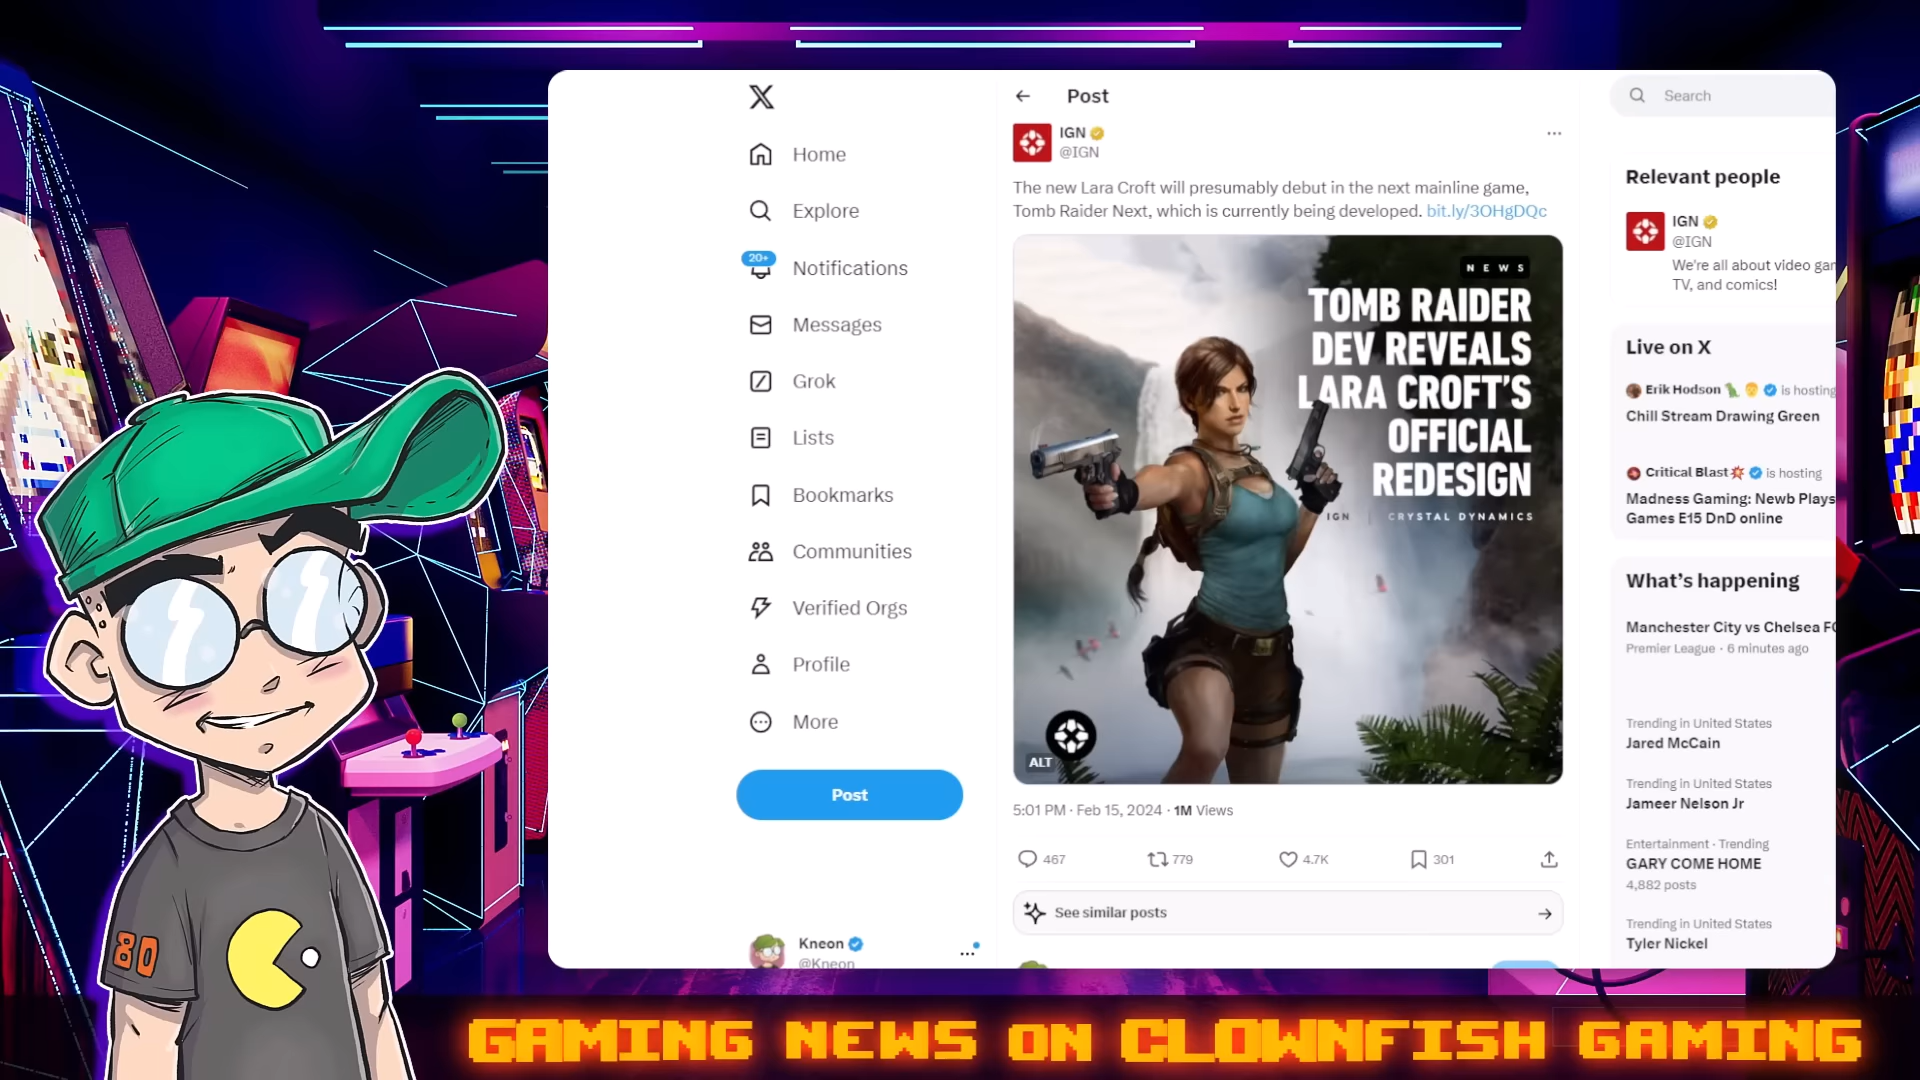 Post
Search
IGN
@IGN
The new Lara Croft will presumably debut in the next mainline game,
Tomb Raider Next, which is currently being developed. bit.ly/3OHgDQc
NEWS
TOMB RAIDER
DEV REVEALS
LARA CROFT'S
OFFICIAL
REDESIGN
IGN | CRYSTAL DYNAMICS
ALT
5:01 PM · Feb 15, 2024 · 1M Views
467 779 4.7K 301
See similar posts
Home
Explore
20+
Notifications
Messages
Grok
Lists
Bookmarks
Communities
Verified Orgs
Profile
More
Post
Kneon
@Kneon
Relevant people
IGN
@IGN
We're all about video gam
TV, and comics!
Live on X
Erik Hodson is hosting
Chill Stream Drawing Green
Critical Blast is hosting
Madness Gaming: Newb Plays
Games E15 DnD online
What's happening
Manchester City vs Chelsea FC
Premier League · 6 minutes ago
Trending in United States
Jared McCain
Trending in United States
Jameer Nelson Jr
Entertainment · Trending
GARY COME HOME
4,882 posts
Trending in United States
Tyler Nickel
80
GAMING NEWS ON CLOWNFISH GAMING